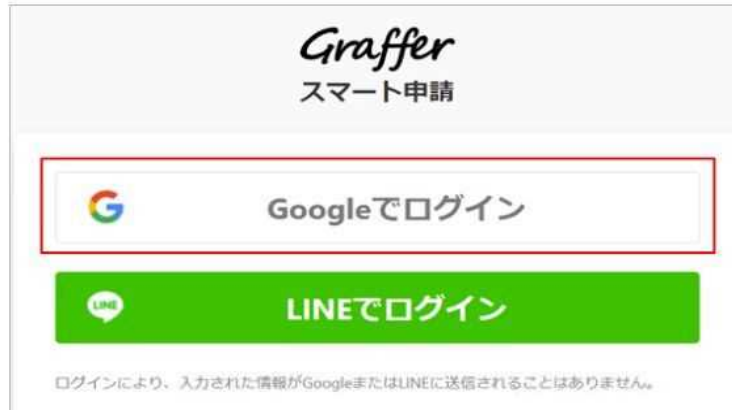 Graffer
スマート申請
Googleでログイン
LINE
LINEでログイン
ログインにより、入力された情報がGoogleまたはLINEに送信されることはありません。